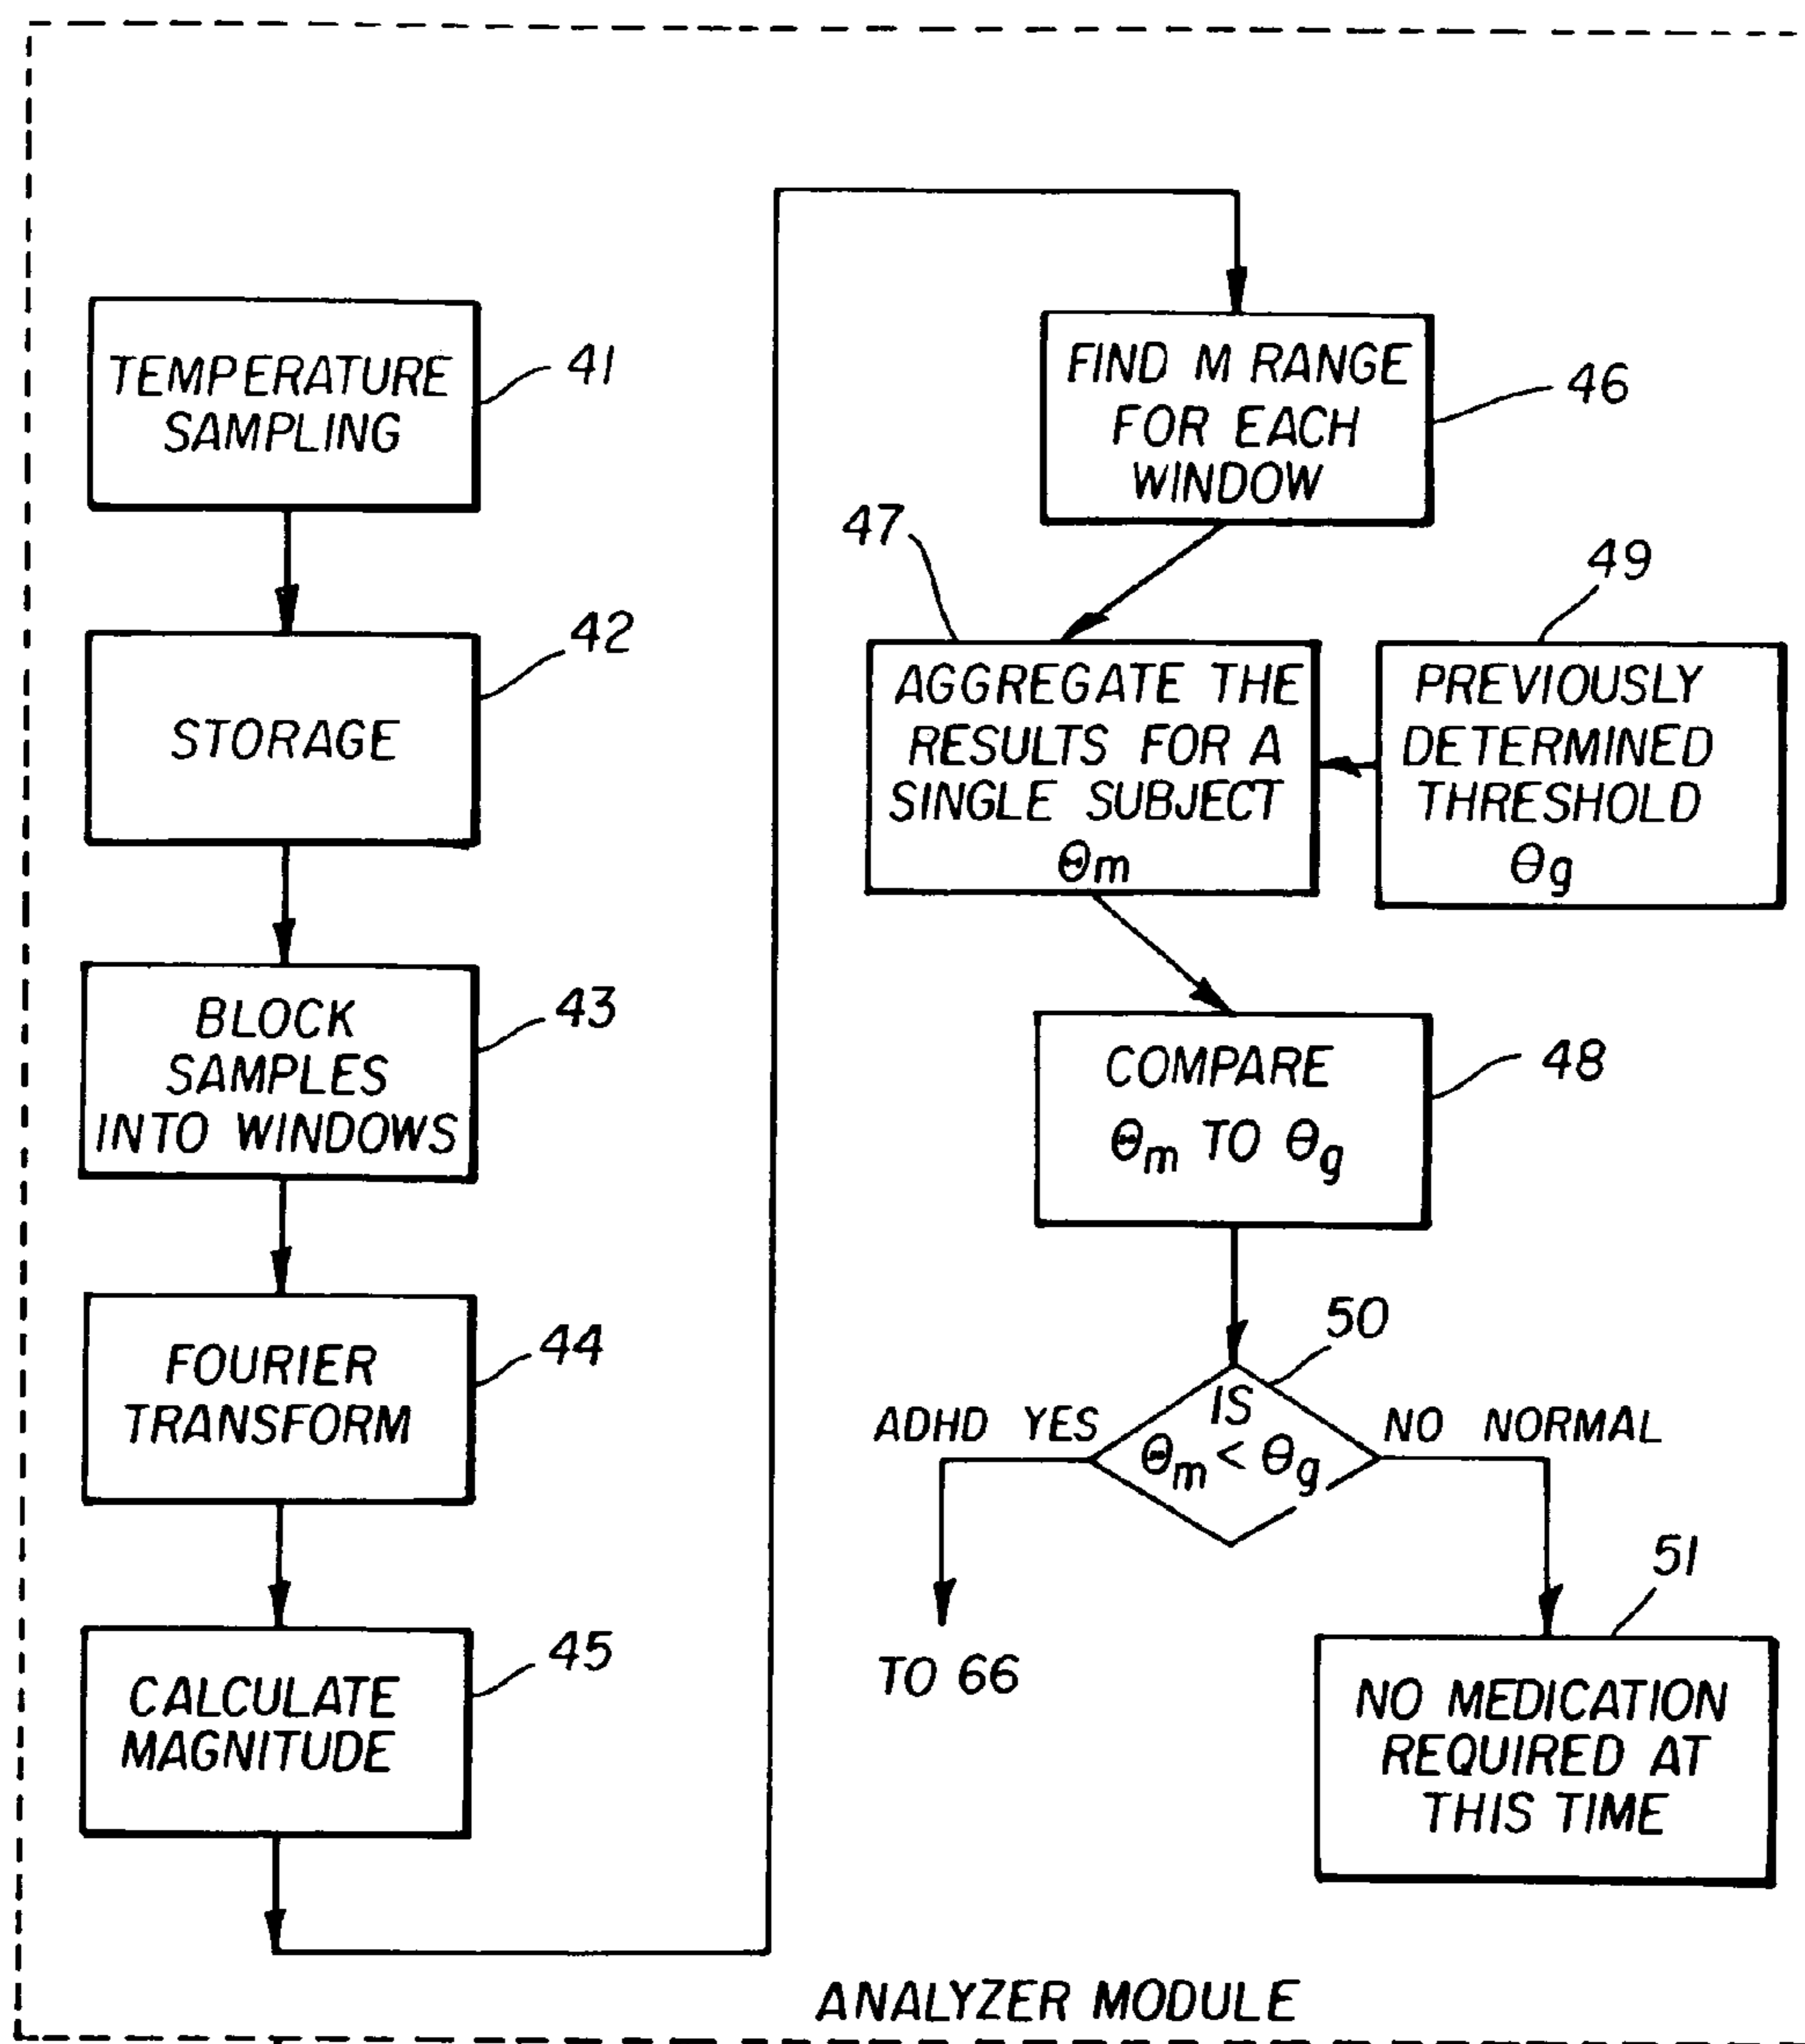 TEMPERATURE
SAMPLING
41
STORAGE
42
BLOCK
SAMPLES
INTO WINDOWS
43
FOURIER
TRANSFORM
44
CALCULATE
MAGNITUDE
45
FIND M RANGE
FOR EACH
WINDOW
46
47
AGGREGATE THE
RESULTS FOR A
SINGLE SUBJECT
Θm
49
PREVIOUSLY
DETERMINED
THRESHOLD
Θg
COMPARE
Θm TO Θg
48
50
IS
Θm < Θg
ADHD YES
NO NORMAL
TO 66
51
NO MEDICATION
REQUIRED AT
THIS TIME
ANALYZER MODULE